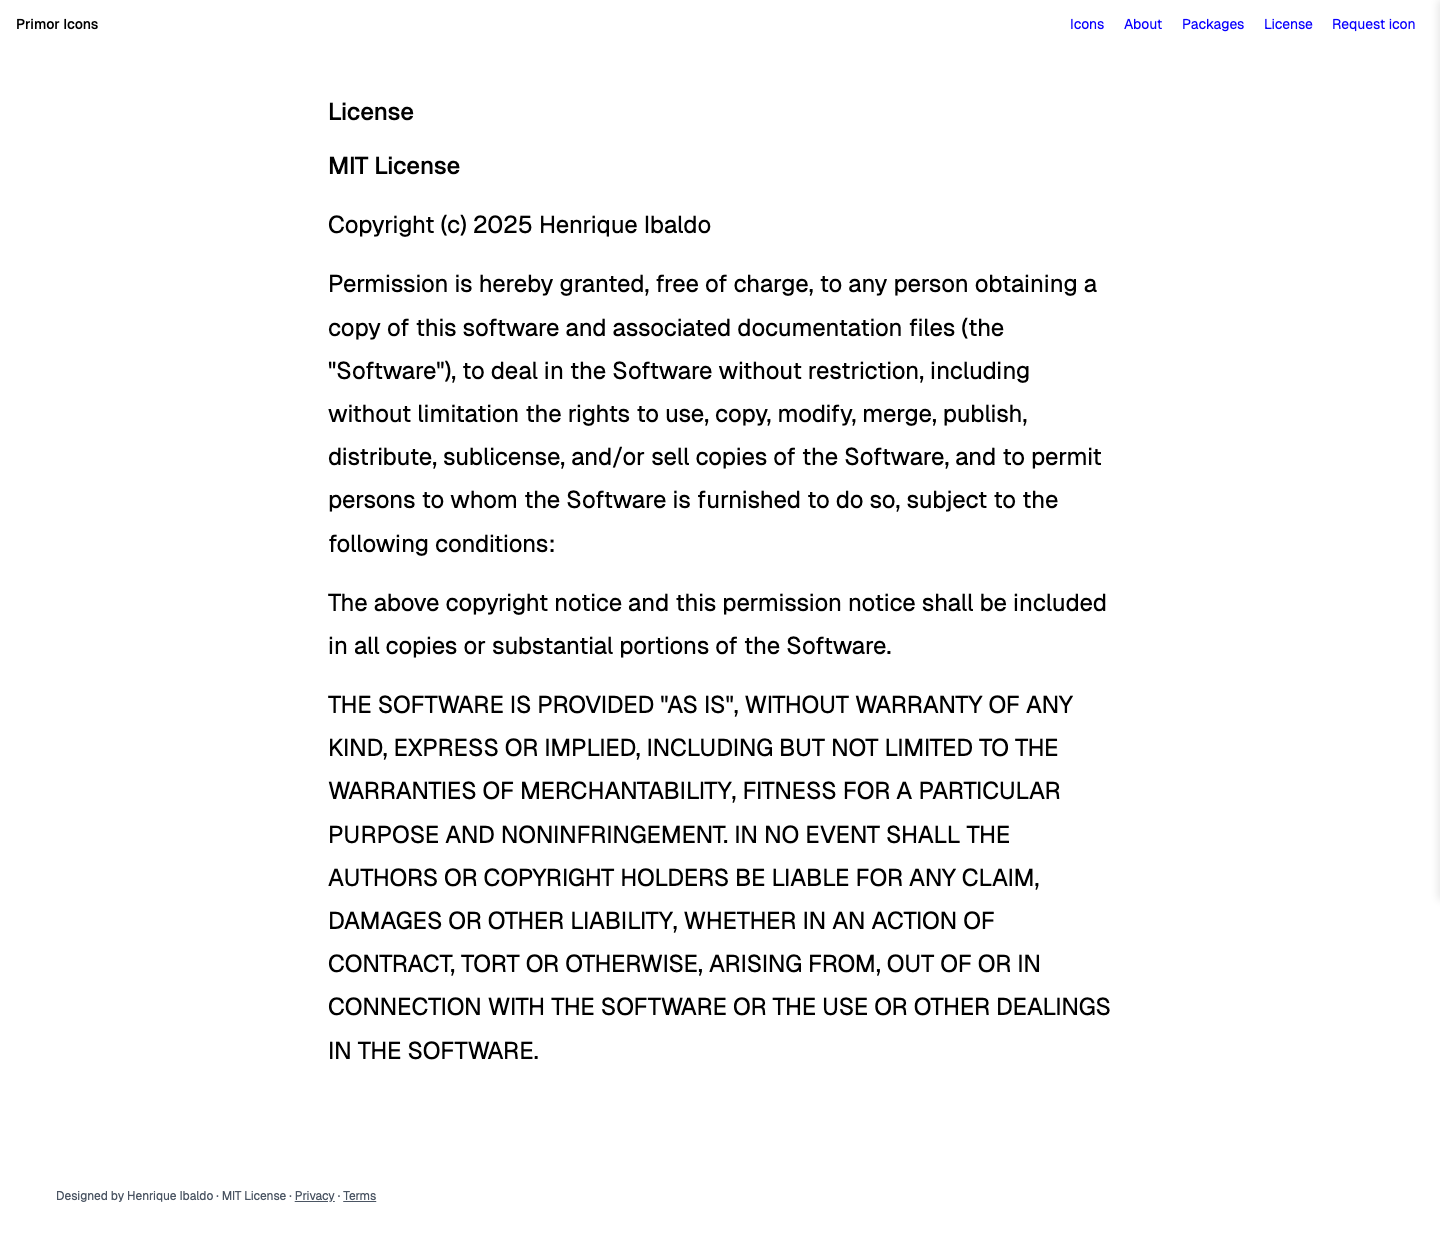 Primor Icons
Icons About Packages License Request icon
License
MIT License
Copyright (c) 2025 Henrique Ibaldo
Permission is hereby granted, free of charge, to any person obtaining a
copy of this software and associated documentation files (the
"Software"), to deal in the Software without restriction, including
without limitation the rights to use, copy, modify, merge, publish,
distribute, sublicense, and/or sell copies of the Software, and to permit
persons to whom the Software is furnished to do so, subject to the
following conditions:
The above copyright notice and this permission notice shall be included
in all copies or substantial portions of the Software.
THE SOFTWARE IS PROVIDED "AS IS", WITHOUT WARRANTY OF ANY
KIND, EXPRESS OR IMPLIED, INCLUDING BUT NOT LIMITED TO THE
WARRANTIES OF MERCHANTABILITY, FITNESS FOR A PARTICULAR
PURPOSE AND NONINFRINGEMENT. IN NO EVENT SHALL THE
AUTHORS OR COPYRIGHT HOLDERS BE LIABLE FOR ANY CLAIM,
DAMAGES OR OTHER LIABILITY, WHETHER IN AN ACTION OF
CONTRACT, TORT OR OTHERWISE, ARISING FROM, OUT OF OR IN
CONNECTION WITH THE SOFTWARE OR THE USE OR OTHER DEALINGS
IN THE SOFTWARE.
Designed by Henrique Ibaldo · MIT License · Privacy · Terms